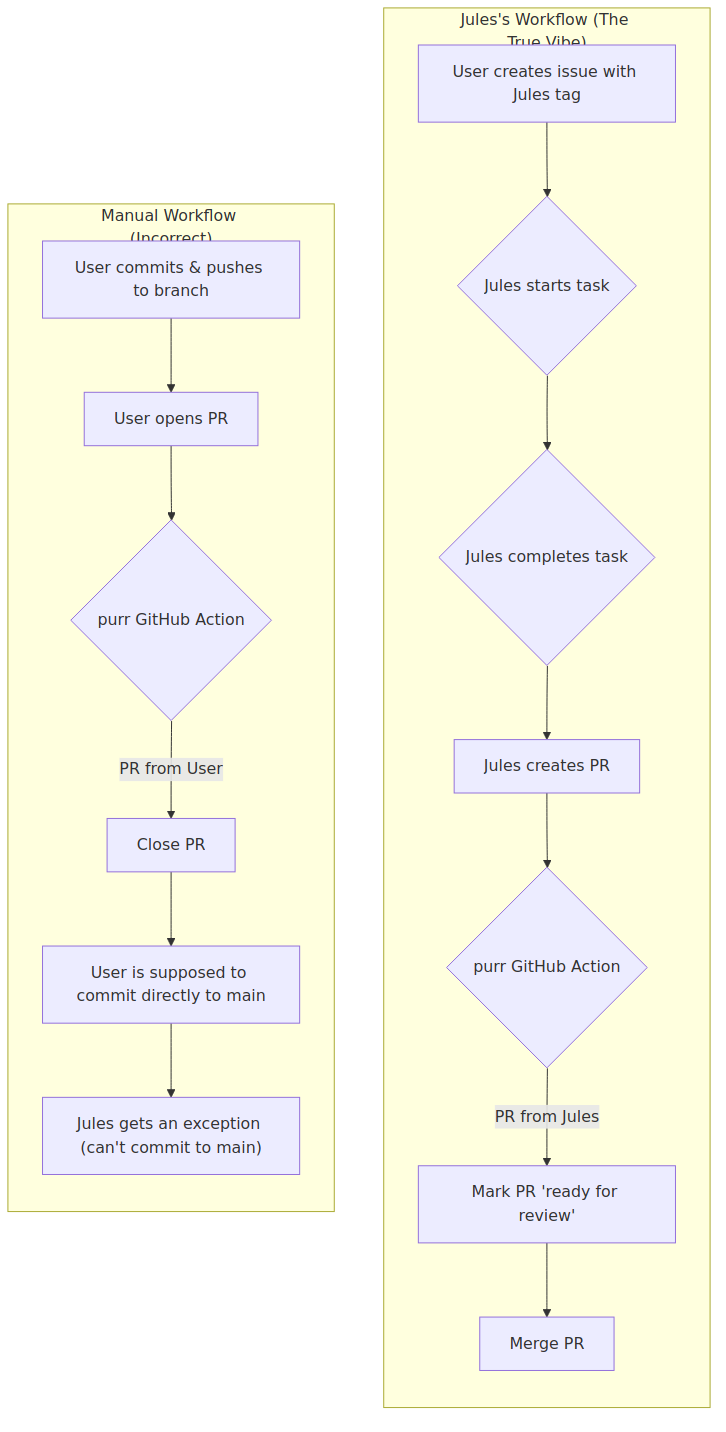 Manual Workflow
(Incorrect)
User commits & pushes
to branch
User opens PR
purr GitHub Action
PR from User
Close PR
User is supposed to
commit directly to main
Jules gets an exception
(can't commit to main)
Jules's Workflow (The
True Vibe)
User creates issue with
Jules tag
Jules starts task
Jules completes task
Jules creates PR
purr GitHub Action
PR from Jules
Mark PR 'ready for
review'
Merge PR